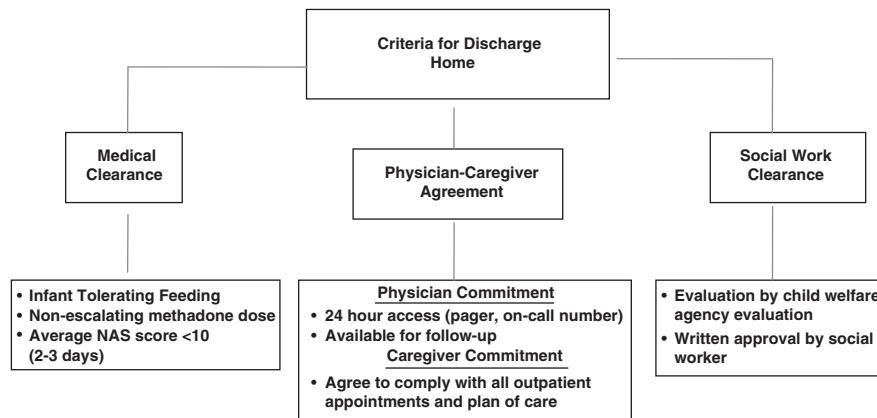 Criteria for Discharge
Home
Medical
Clearance
Physician-Caregiver
Agreement
Social Work
Clearance
• Infant Tolerating Feeding
• Non-escalating methadone dose
• Average NAS score <10
(2-3 days)
Physician Commitment
• 24 hour access (pager, on-call number)
• Available for follow-up
Caregiver Commitment
• Agree to comply with all outpatient
appointments and plan of care
• Evaluation by child welfare
agency evaluation
• Written approval by social
worker